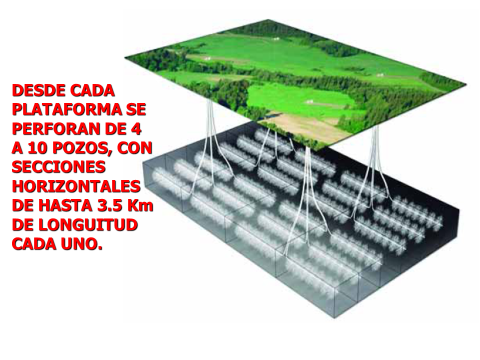 DESDE CADA
PLATAFORMA SE
PERFORAN DE 4
A 10 POZOS, CON
SECCIONES
HORIZONTALES
DE HASTA 3.5 Km
DE LONGUITUD
CADA UNO.